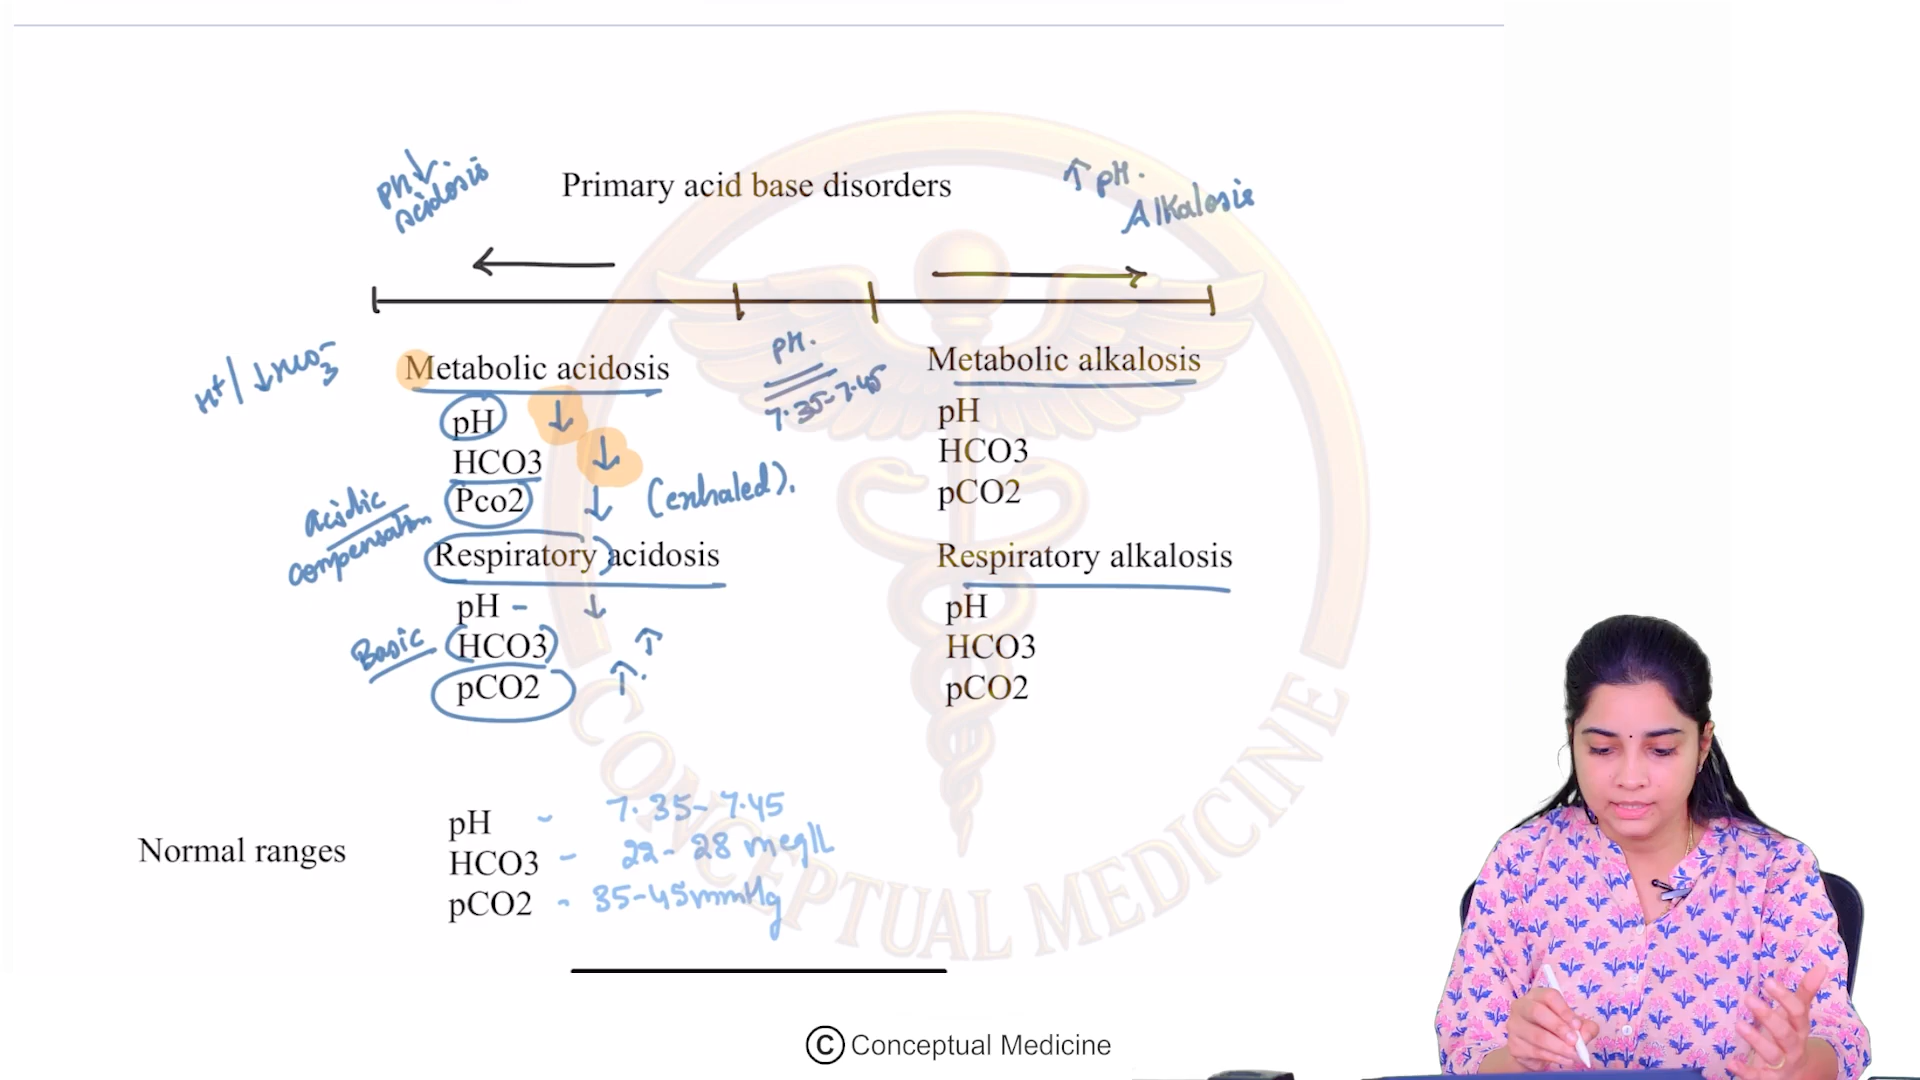 pH↓
acidosis
Primary acid base disorders
↑ pH.
Alkalosis
H+/ ↓HCO3-
Metabolic acidosis
pH ↓
HCO3 ↓
Pco2 ↓ (exhaled).
acidic
compensation
Respiratory acidosis
pH - ↓
Basic
HCO3 ↑
pCO2 ↑.
pH.
7.35-7.45
Metabolic alkalosis
pH
HCO3
pCO2
Respiratory alkalosis
pH
HCO3
pCO2
Normal ranges
pH - 7.35-7.45
HCO3 - 22-28 meq/L
pCO2 - 35-45mmHg
CONCEPTUAL MEDICINE
© Conceptual Medicine